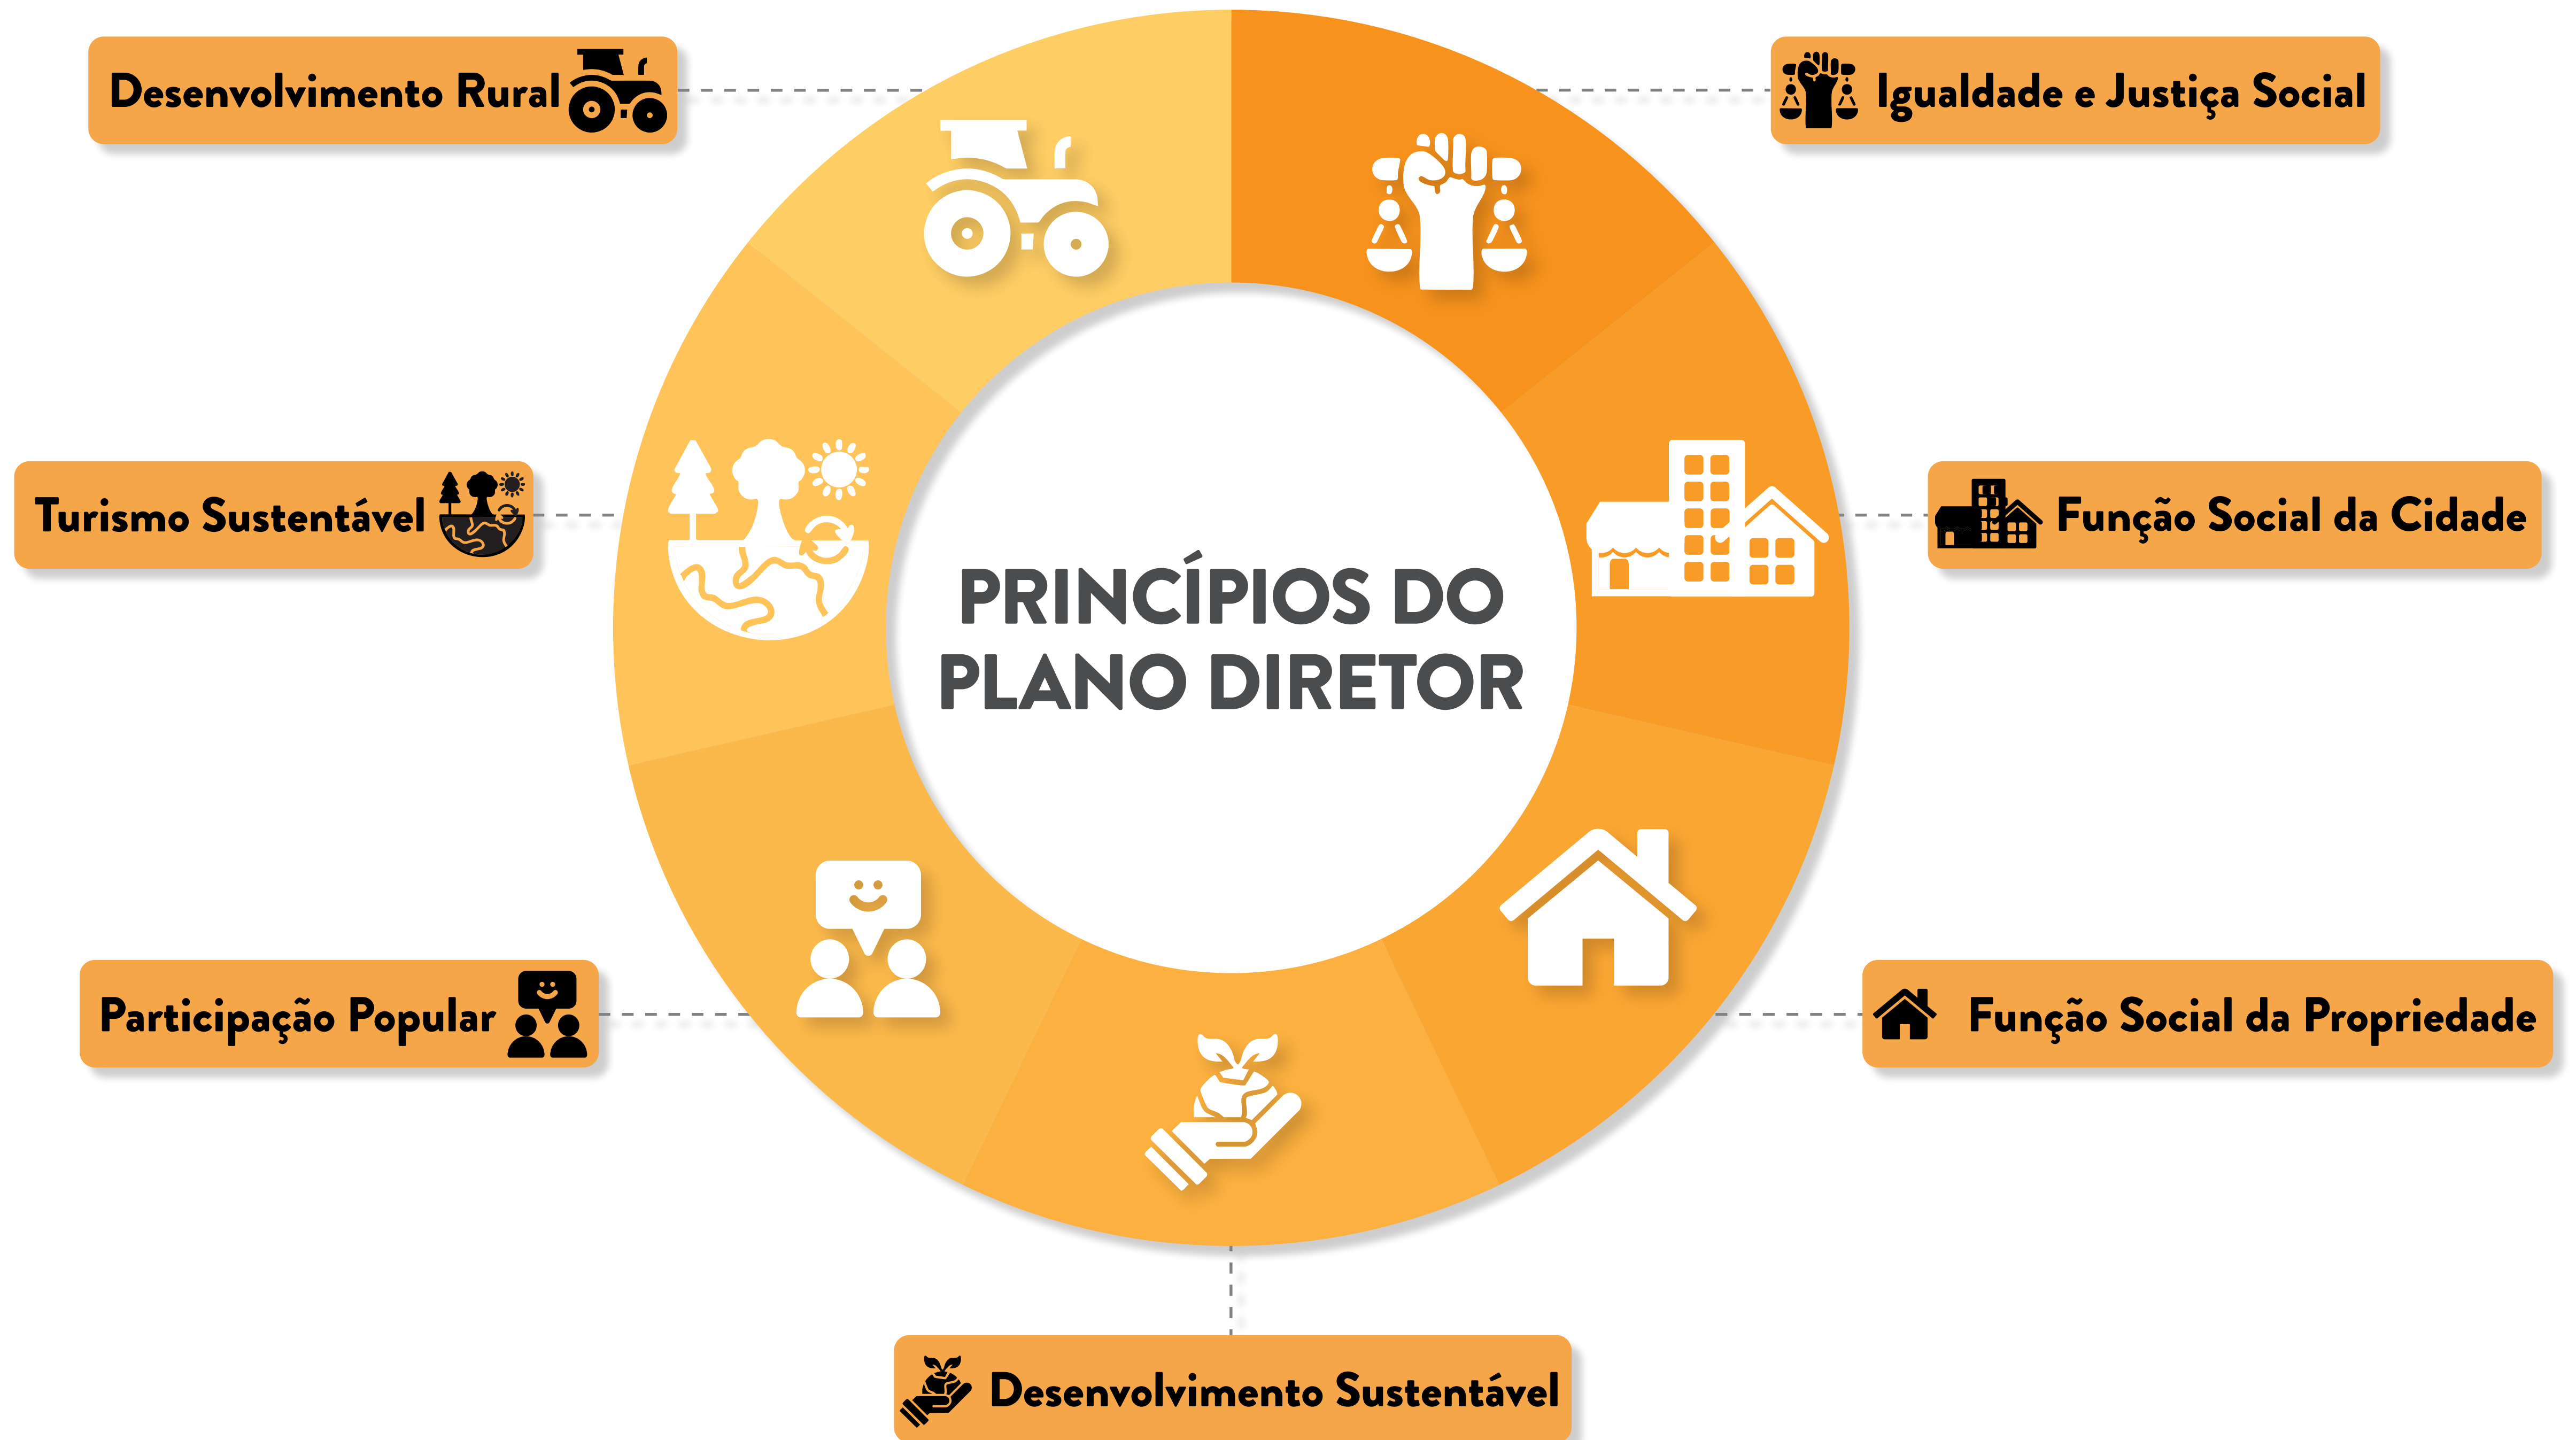 Desenvolvimento Rural
Igualdade e Justiça Social
Turismo Sustentável
Função Social da Cidade
PRINCÍPIOS DO
PLANO DIRETOR
Participação Popular
Função Social da Propriedade
Desenvolvimento Sustentável